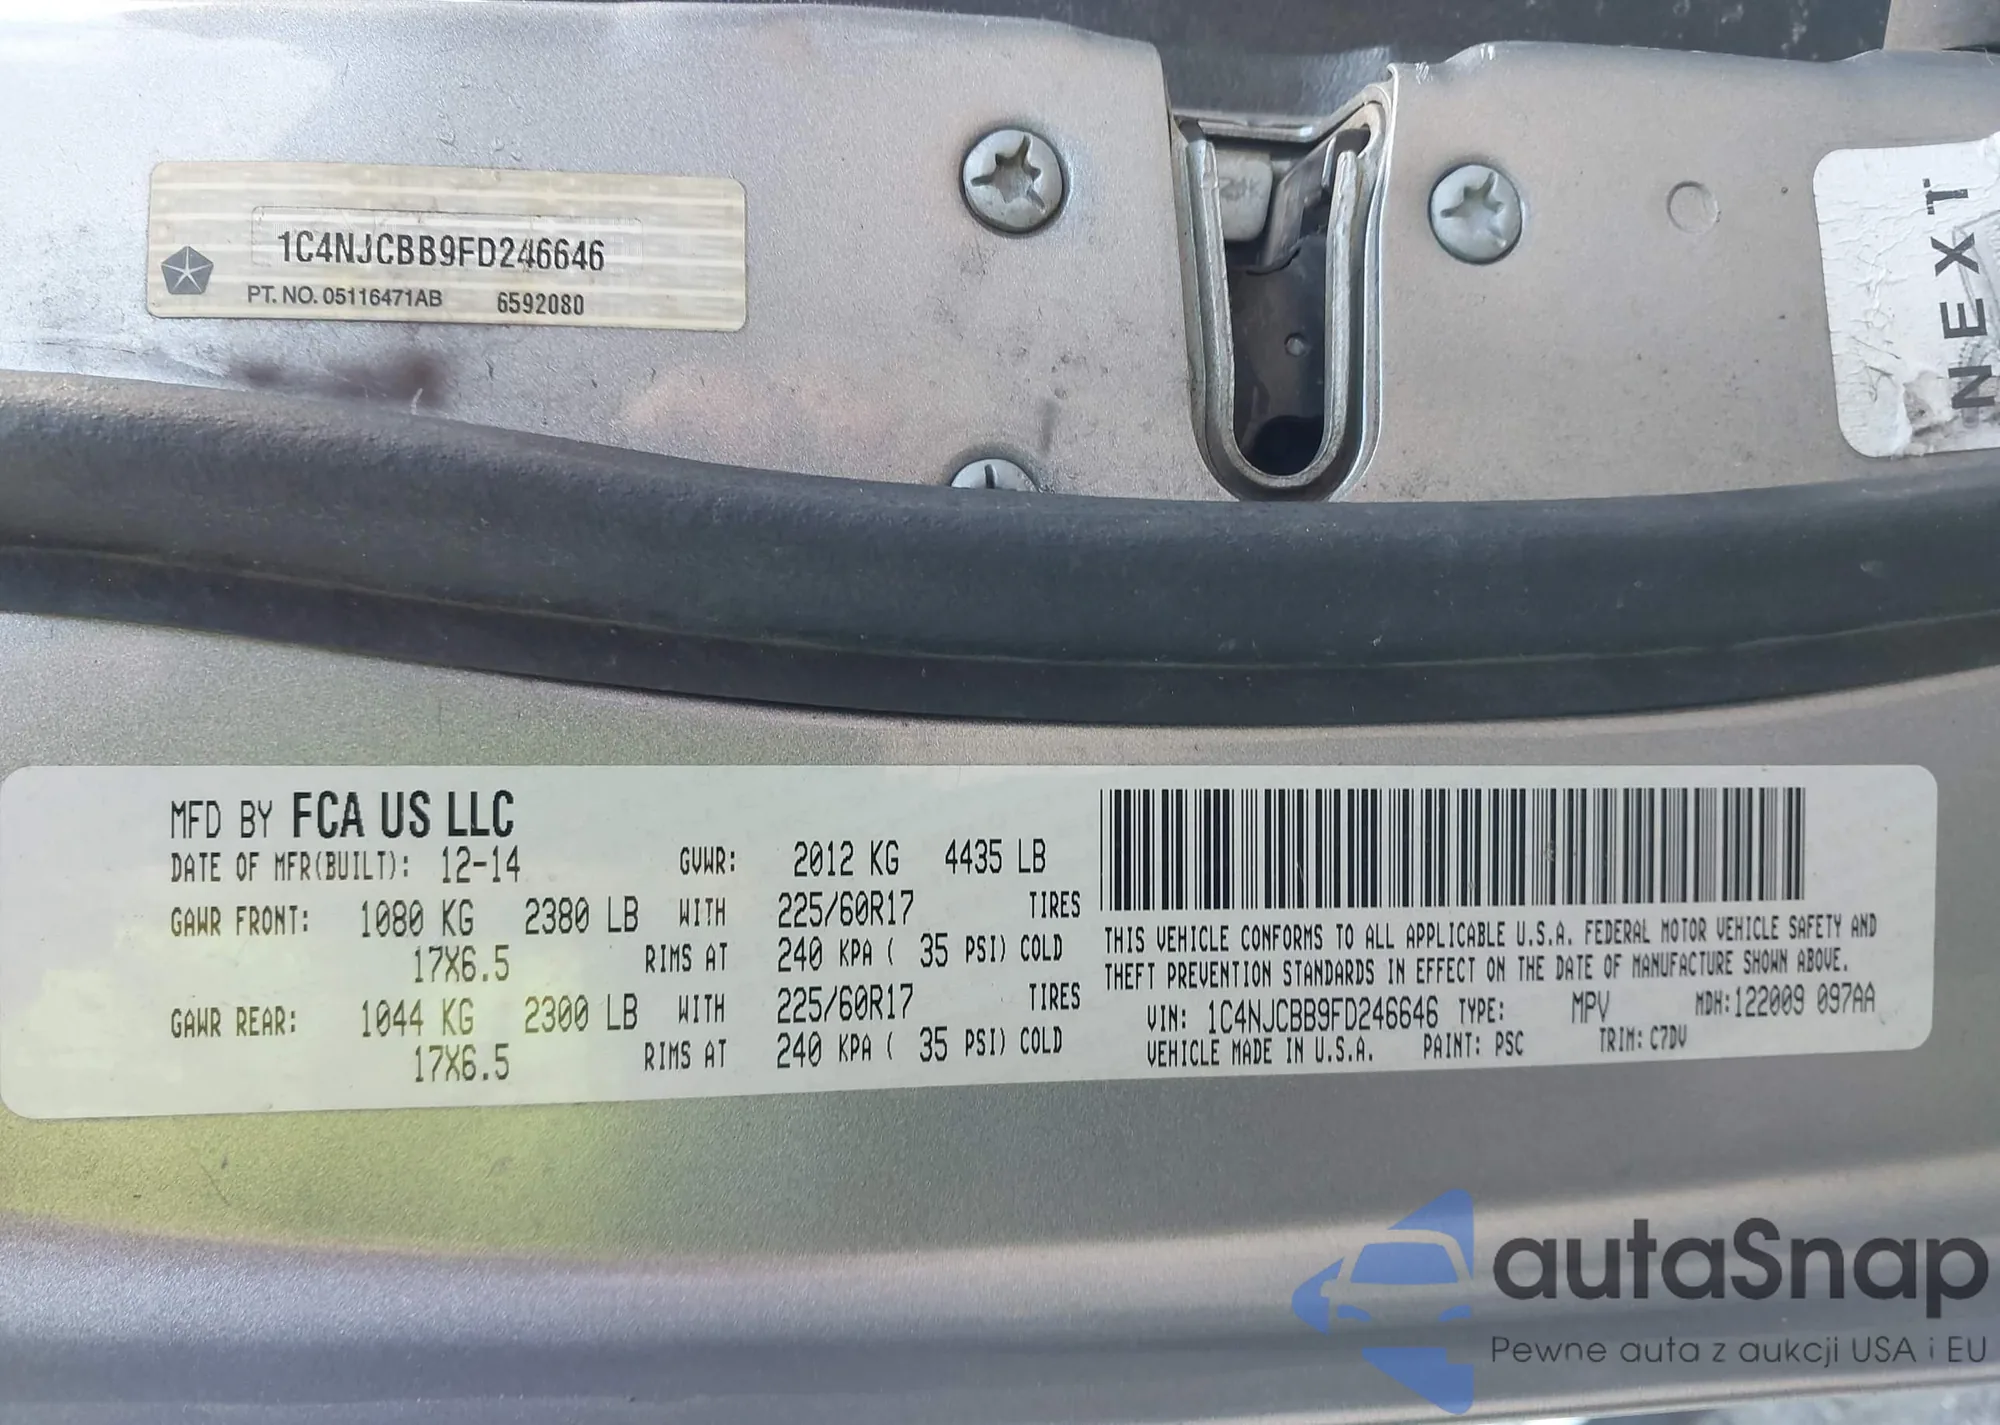 1C4NJCBB9FD246646
PT. NO. 05116471AB 6592080
NEXT
MFD BY FCA US LLC
DATE OF MFR(BUILT): 12-14 GVWR: 2012 KG 4435 LB
GAWR FRONT: 1080 KG 2380 LB WITH 225/60R17 TIRES
17X6.5 RIMS AT 240 KPA ( 35 PSI) COLD
GAWR REAR: 1044 KG 2300 LB WITH 225/60R17 TIRES
17X6.5 RIMS AT 240 KPA ( 35 PSI) COLD
THIS VEHICLE CONFORMS TO ALL APPLICABLE U.S.A. FEDERAL MOTOR VEHICLE SAFETY AND
THEFT PREVENTION STANDARDS IN EFFECT ON THE DATE OF MANUFACTURE SHOWN ABOVE.
VIN: 1C4NJCBB9FD246646 TYPE: MPV MDH:122009 097AA
VEHICLE MADE IN U.S.A. PAINT: PSC TRIM: C7DV
autaSnap
Pewne auta z aukcji USA i EU